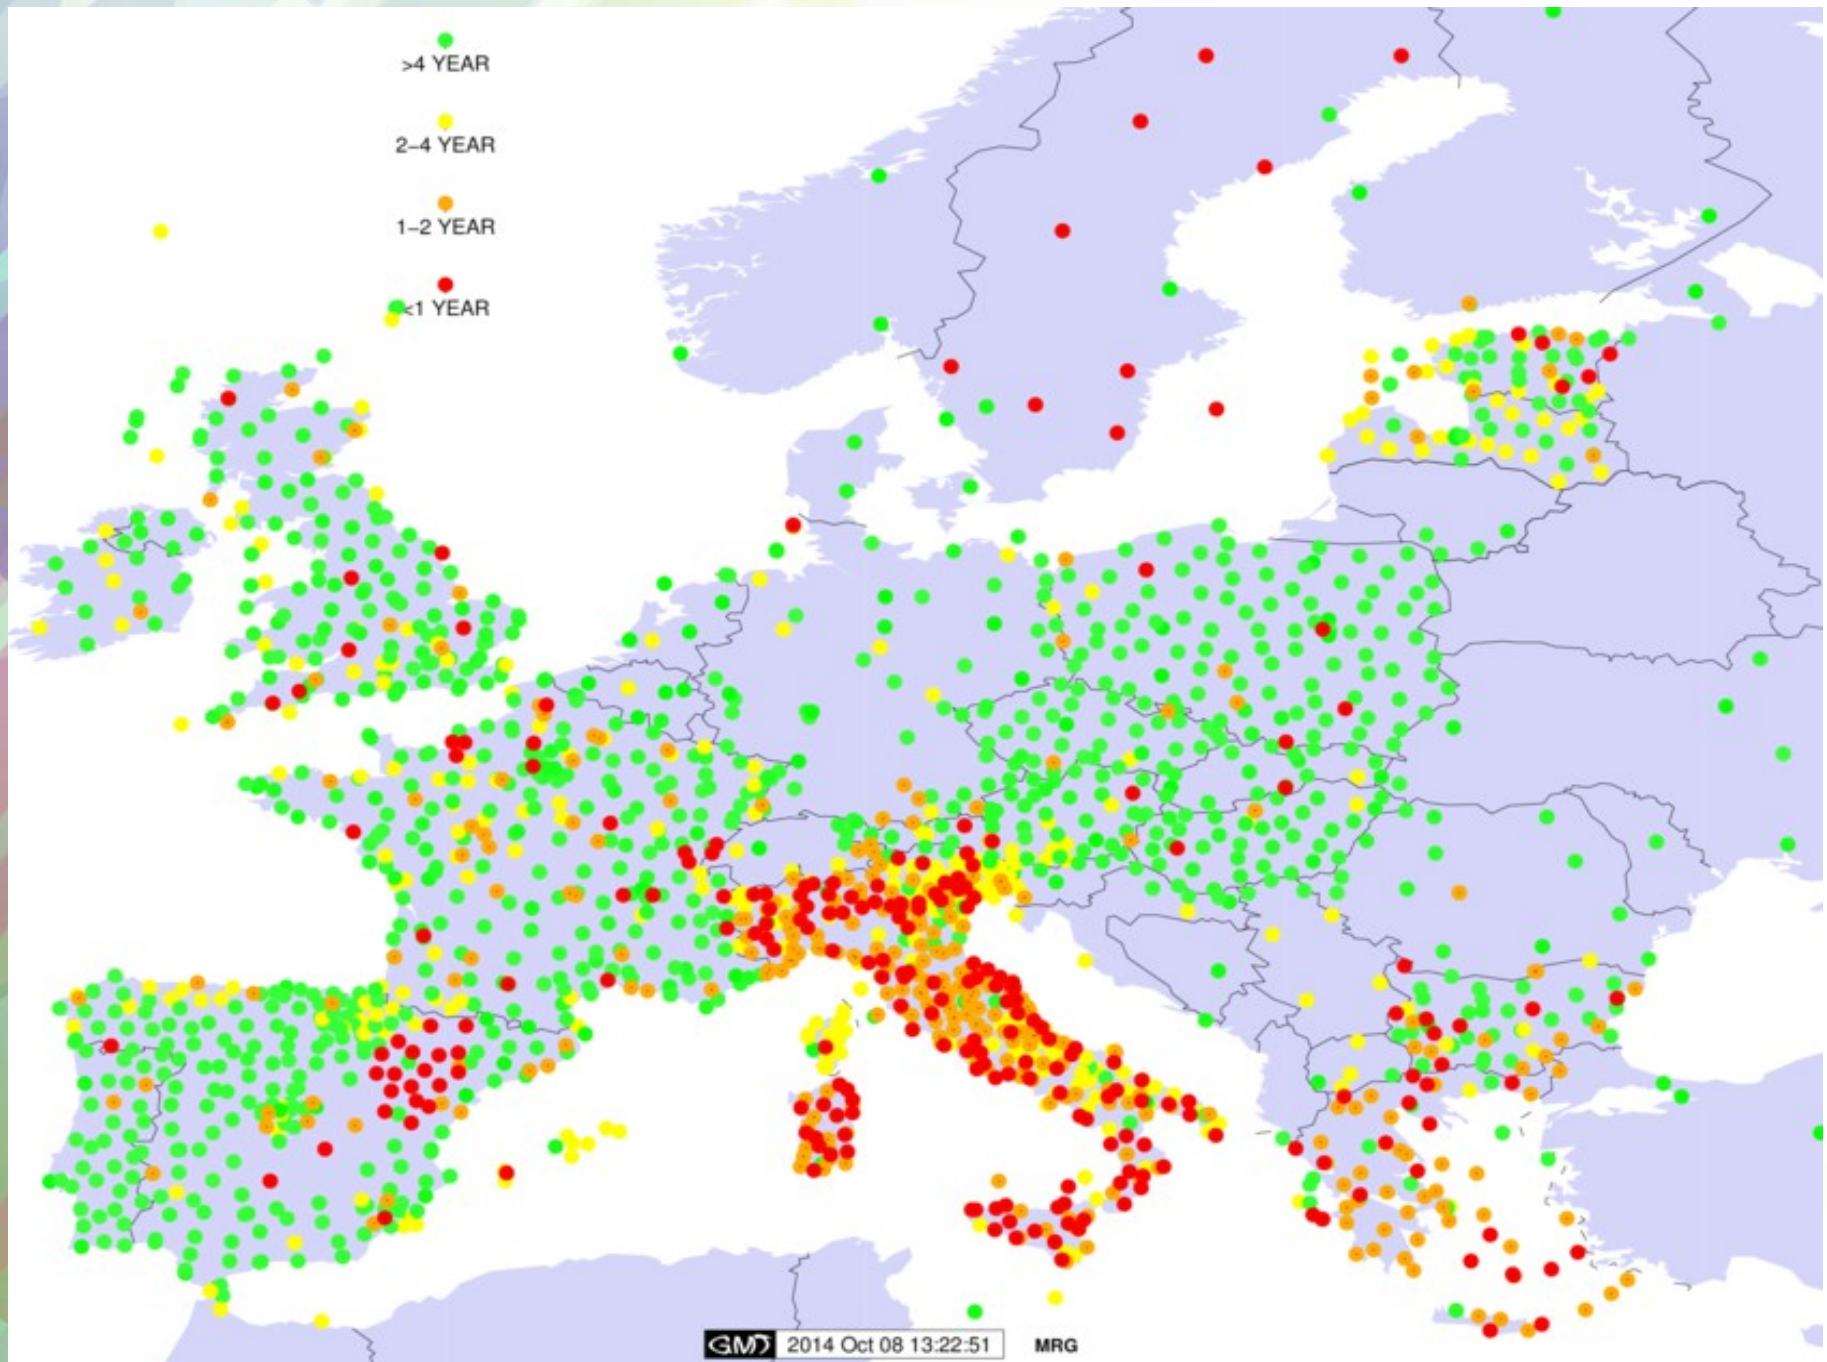 >4 YEAR
2–4 YEAR
1–2 YEAR
<1 YEAR
GMT 2014 Oct 08 13:22:51 MRG